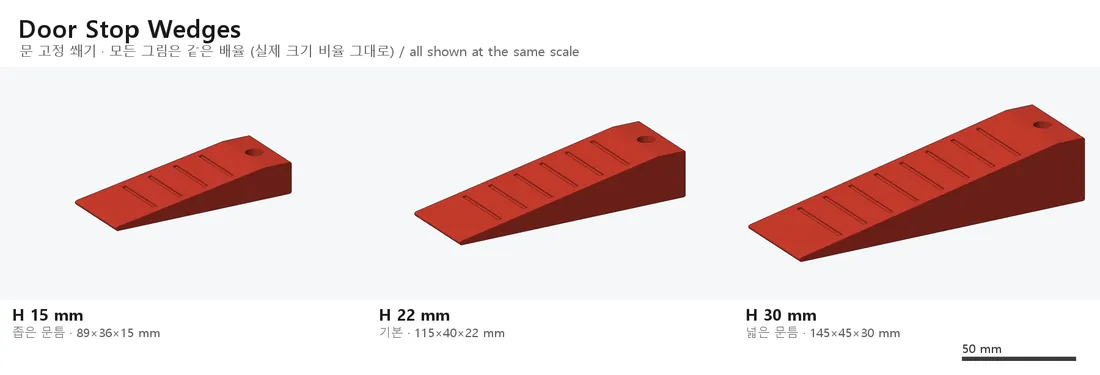 Door Stop Wedges
문 고정 쐐기 · 모든 그림은 같은 배율 (실제 크기 비율 그대로) / all shown at the same scale
H 15 mm
좁은 문틈 · 89×36×15 mm
H 22 mm
기본 · 115×40×22 mm
H 30 mm
넓은 문틈 · 145×45×30 mm
50 mm